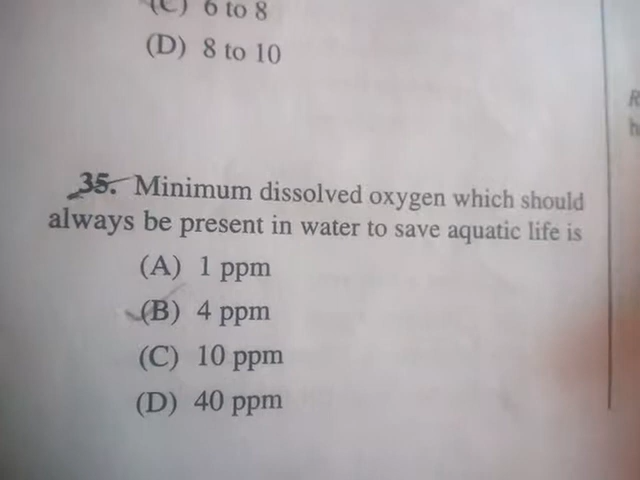 (C) 6 to 8
(D) 8 to 10
35. Minimum dissolved oxygen which should
always be present in water to save aquatic life is
(A) 1 ppm
(B) 4 ppm
(C) 10 ppm
(D) 40 ppm